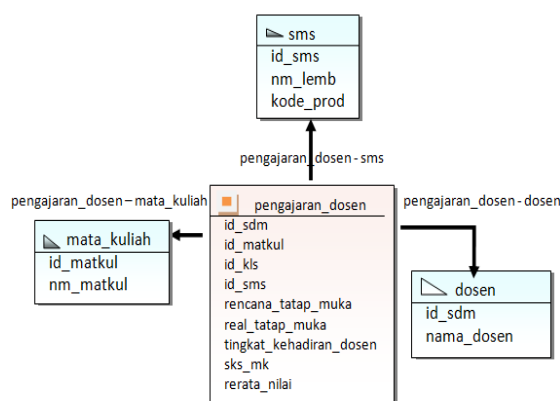 sms
id_sms
nm_lemb
kode_prod
pengajaran_dosen - sms
pengajaran_dosen – mata_kuliah
pengajaran_dosen - dosen
mata_kuliah
id_matkul
nm_matkul
pengajaran_dosen
id_sdm
id_matkul
id_kls
id_sms
rencana_tatap_muka
real_tatap_muka
tingkat_kehadiran_dosen
sks_mk
rerata_nilai
dosen
id_sdm
nama_dosen